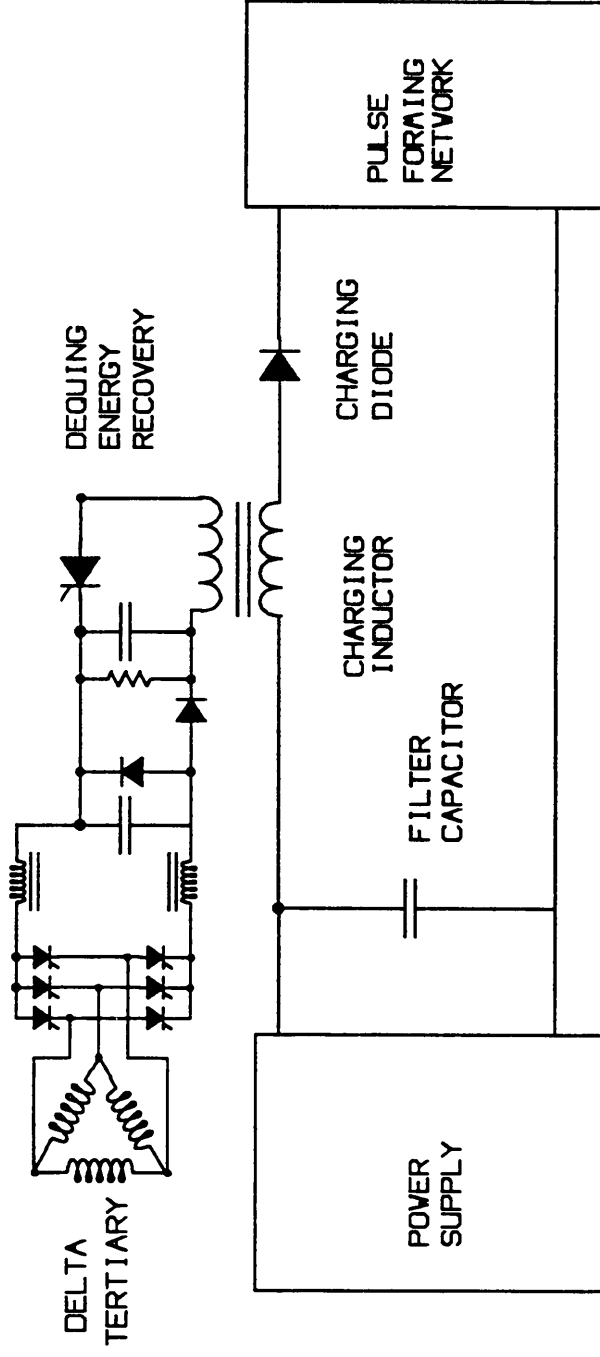 DELTA
TERTIARY
DEQUING
ENERGY
RECOVERY
POWER
SUPPLY
FILTER
CAPACITOR
CHARGING
INDUCTOR
CHARGING
DIODE
PULSE
FORMING
NETWORK